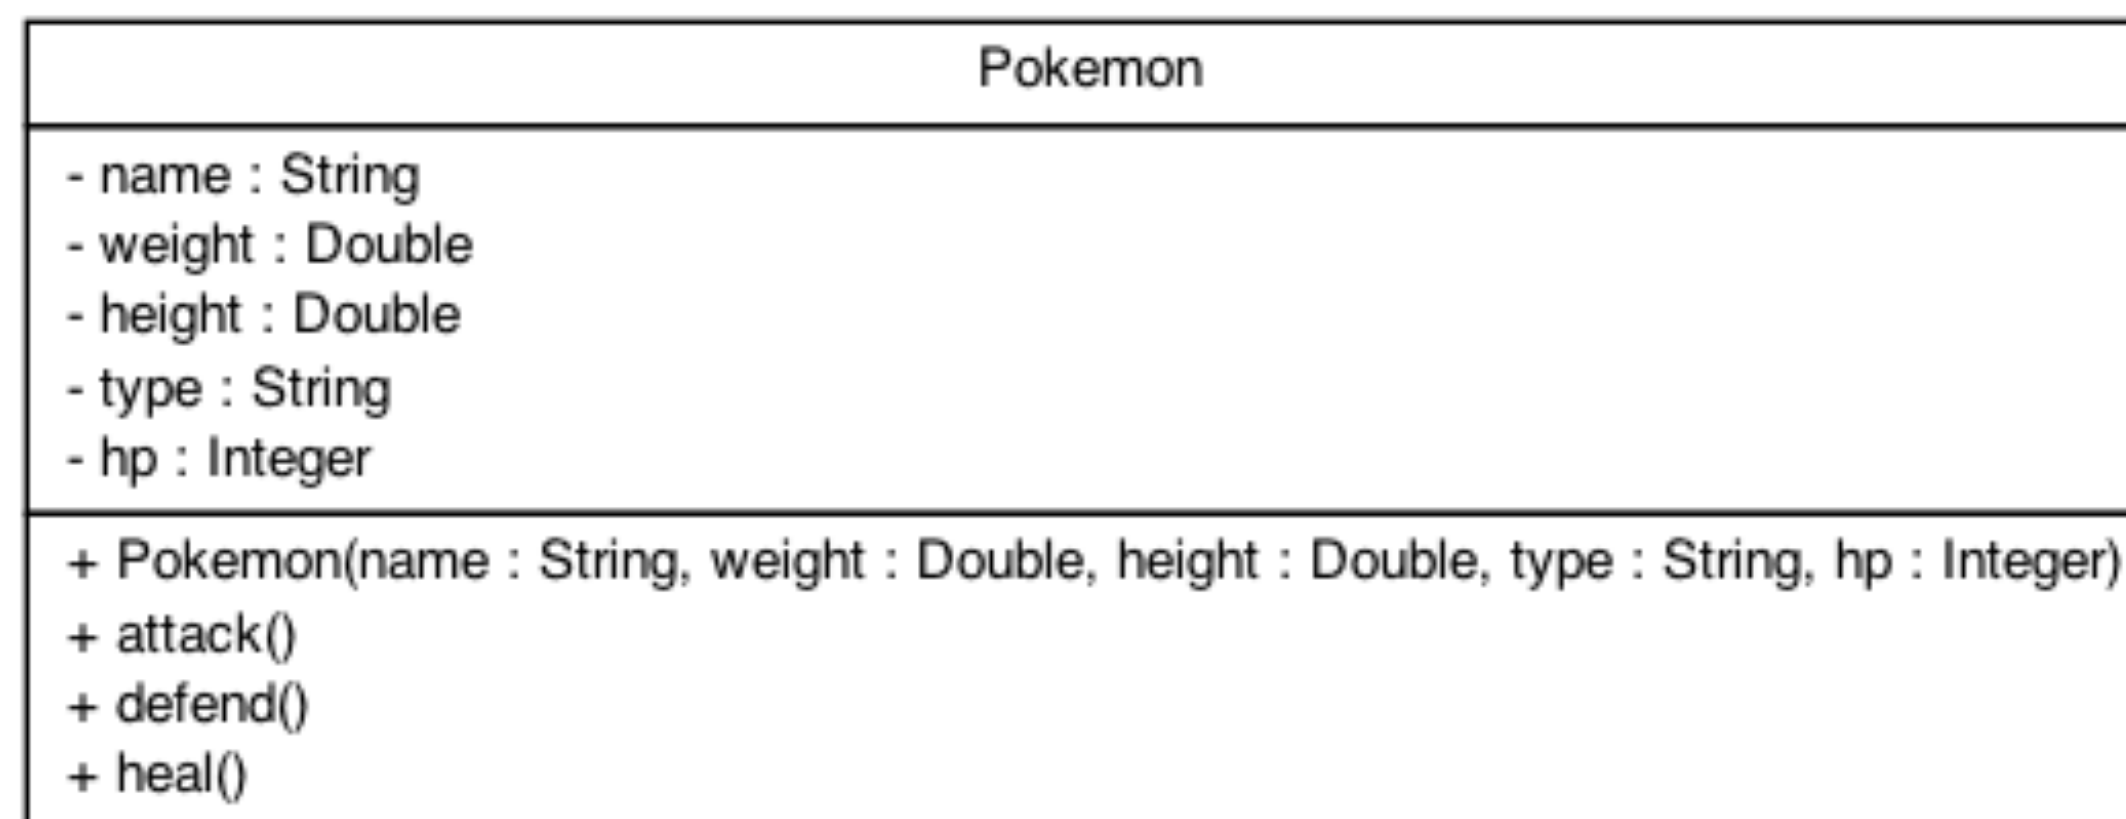 Pokemon
- name : String
- weight : Double
- height : Double
- type : String
- hp : Integer
+ Pokemon(name : String, weight : Double, height : Double, type : String, hp : Integer)
+ attack()
+ defend()
+ heal()